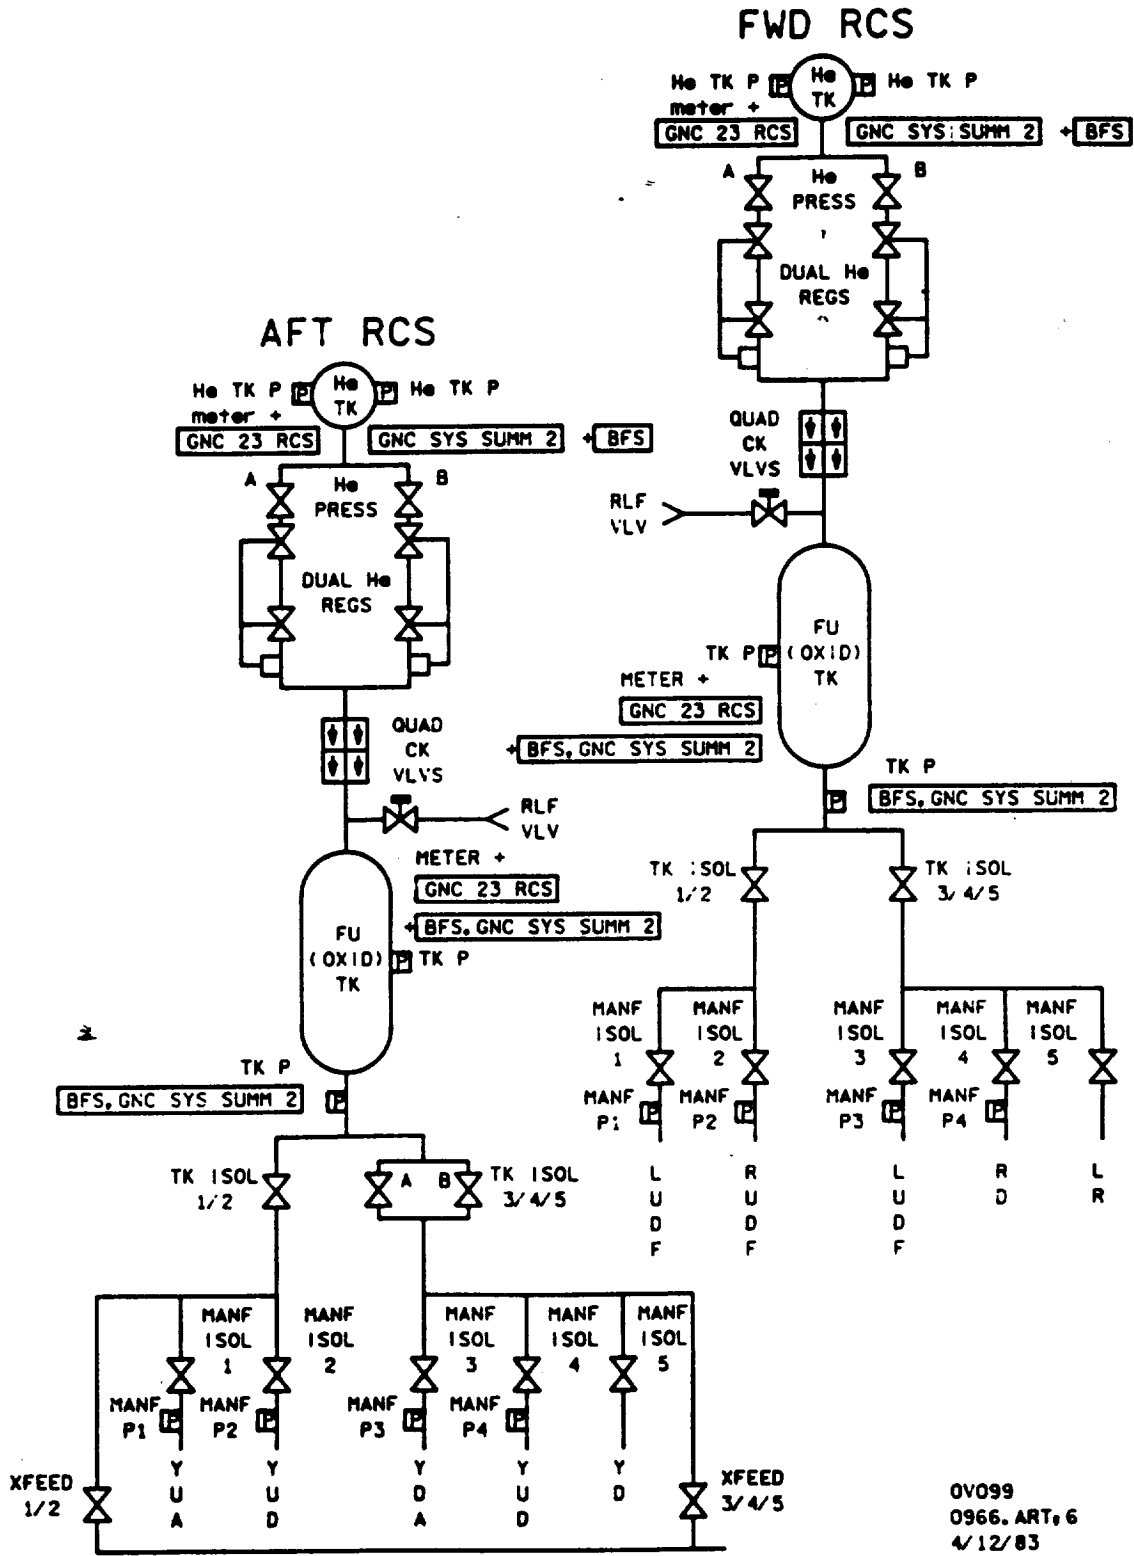 FWD RCS
He TK P
meter +
GNC 23 RCS
He
TK
He TK P
GNC SYS SUMM 2
+ BFS
A
B
He
PRESS
DUAL He
REGS
QUAD
CK
VLVS
RLF
VLV
FU
(OXID)
TK
TK P
METER +
GNC 23 RCS
+ BFS, GNC SYS SUMM 2
TK P
BFS, GNC SYS SUMM 2
TK ISOL
1/2
TK ISOL
3/4/5
MANF
ISOL
1
MANF
ISOL
2
MANF
ISOL
3
MANF
ISOL
4
MANF
ISOL
5
MANF
P1
MANF
P2
MANF
P3
MANF
P4
P
P
P
P
P
P
P
P
L
U
D
F
R
U
D
F
L
U
D
F
R
D
L
R
AFT RCS
He TK P
meter +
GNC 23 RCS
He
TK
He TK P
GNC SYS SUMM 2
+ BFS
A
B
He
PRESS
DUAL He
REGS
QUAD
CK
VLVS
RLF
VLV
METER +
GNC 23 RCS
+ BFS, GNC SYS SUMM 2
FU
(OXID)
TK
TK P
TK P
BFS, GNC SYS SUMM 2
TK ISOL
1/2
A
B
TK ISOL
3/4/5
MANF
ISOL
1
MANF
ISOL
2
MANF
ISOL
3
MANF
ISOL
4
MANF
ISOL
5
MANF
P1
MANF
P2
MANF
P3
MANF
P4
P
P
P
P
P
P
P
P
XFEED
1/2
Y
U
A
Y
U
D
Y
D
A
Y
U
D
Y
D
XFEED
3/4/5
OV099
0966. ART, 6
4/12/83